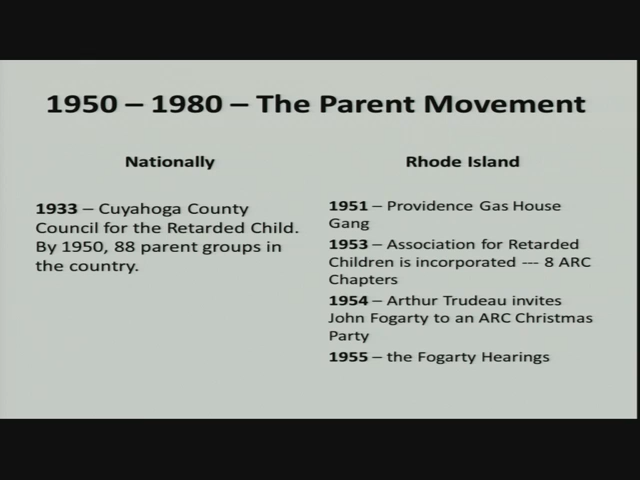 1950 – 1980 – The Parent Movement
Nationally
1933 – Cuyahoga County
Council for the Retarded Child.
By 1950, 88 parent groups in
the country.
Rhode Island
1951 – Providence Gas House
Gang
1953 – Association for Retarded
Children is incorporated --- 8 ARC
Chapters
1954 – Arthur Trudeau invites
John Fogarty to an ARC Christmas
Party
1955 – the Fogarty Hearings